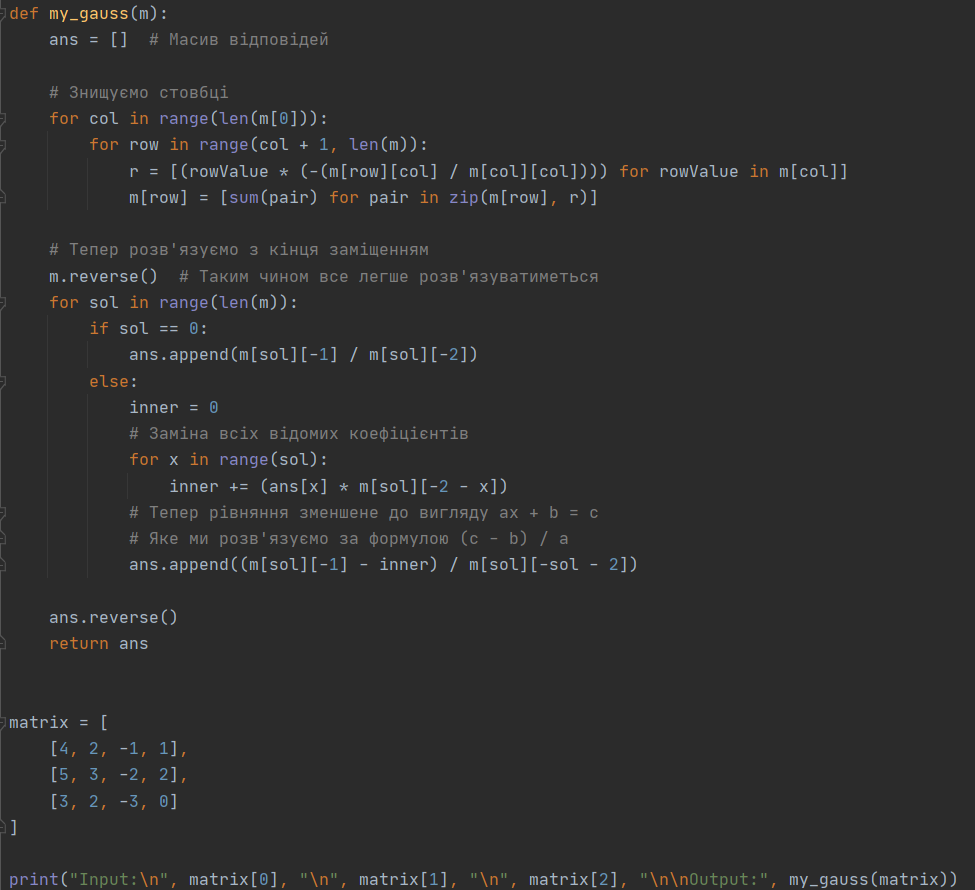 def my_gauss(m):
    ans = []  # Масив відповідей

    # Знищуємо стовбці
    for col in range(len(m[0])):
        for row in range(col + 1, len(m)):
            r = [(rowValue * (-(m[row][col] / m[col][col]))) for rowValue in m[col]]
            m[row] = [sum(pair) for pair in zip(m[row], r)]

    # Тепер розв'язуємо з кінця заміщенням
    m.reverse()  # Таким чином все легше розв'язуватиметься
    for sol in range(len(m)):
        if sol == 0:
            ans.append(m[sol][-1] / m[sol][-2])
        else:
            inner = 0
            # Заміна всіх відомих коефіцієнтів
            for x in range(sol):
                inner += (ans[x] * m[sol][-2 - x])
            # Тепер рівняння зменшене до вигляду ax + b = c
            # Яке ми розв'язуємо за формулою (c - b) / a
            ans.append((m[sol][-1] - inner) / m[sol][-sol - 2])

    ans.reverse()
    return ans


matrix = [
    [4, 2, -1, 1],
    [5, 3, -2, 2],
    [3, 2, -3, 0]
]

print("Input:\n", matrix[0], "\n", matrix[1], "\n", matrix[2], "\n\nOutput:", my_gauss(matrix))